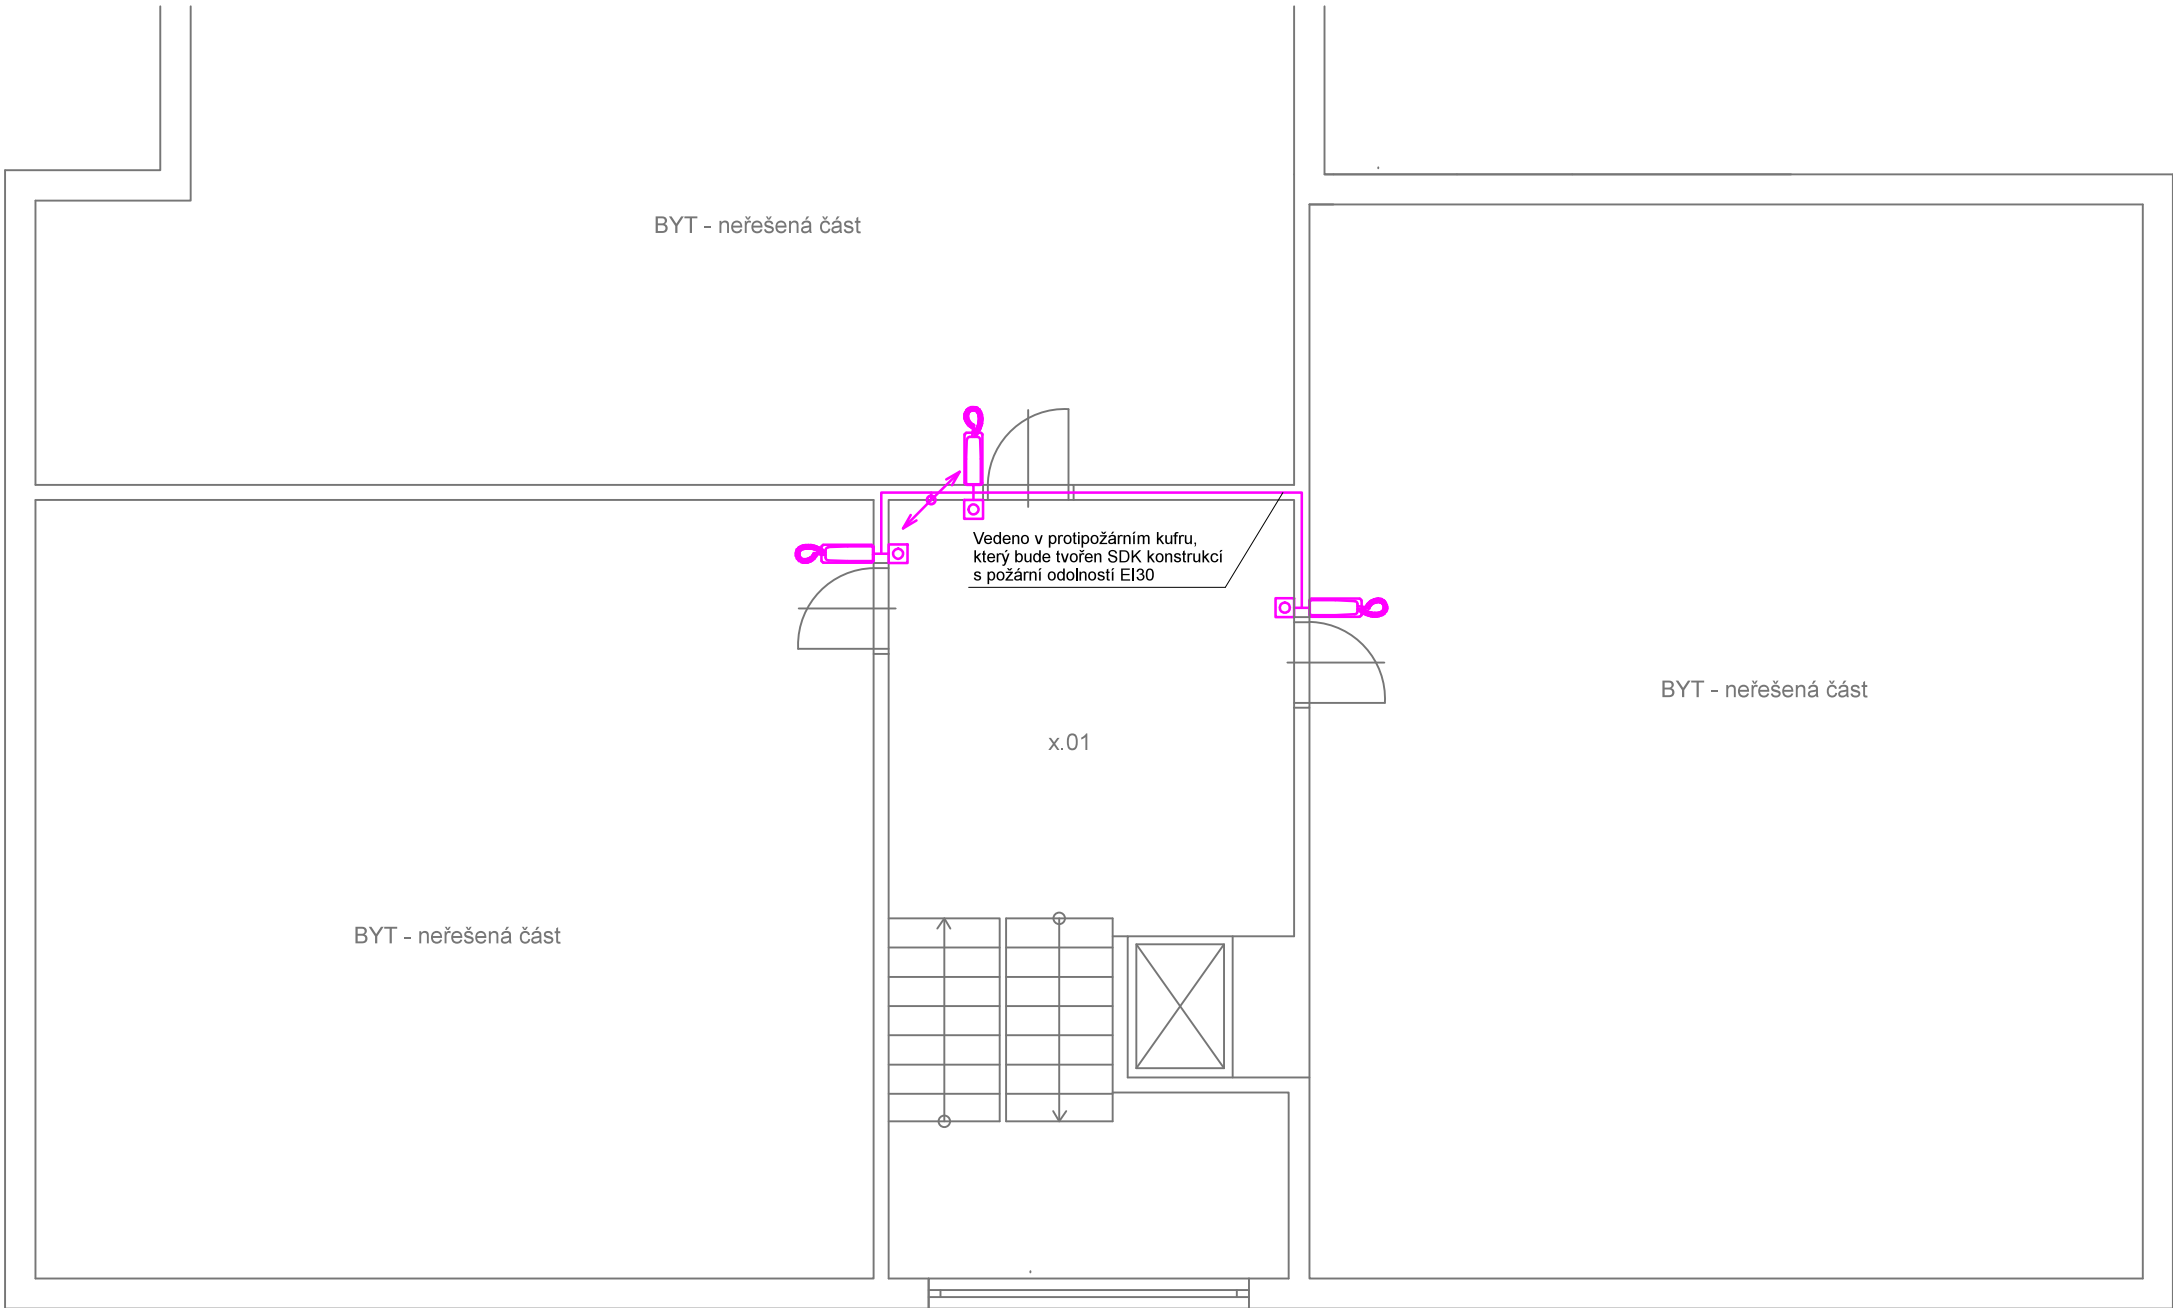 BYT - neřešená část
Vedeno v protipožárním kufru,
který bude tvořen SDK konstrukcí
s požární odolností EI30
BYT - neřešená část
x.01
BYT - neřešená část